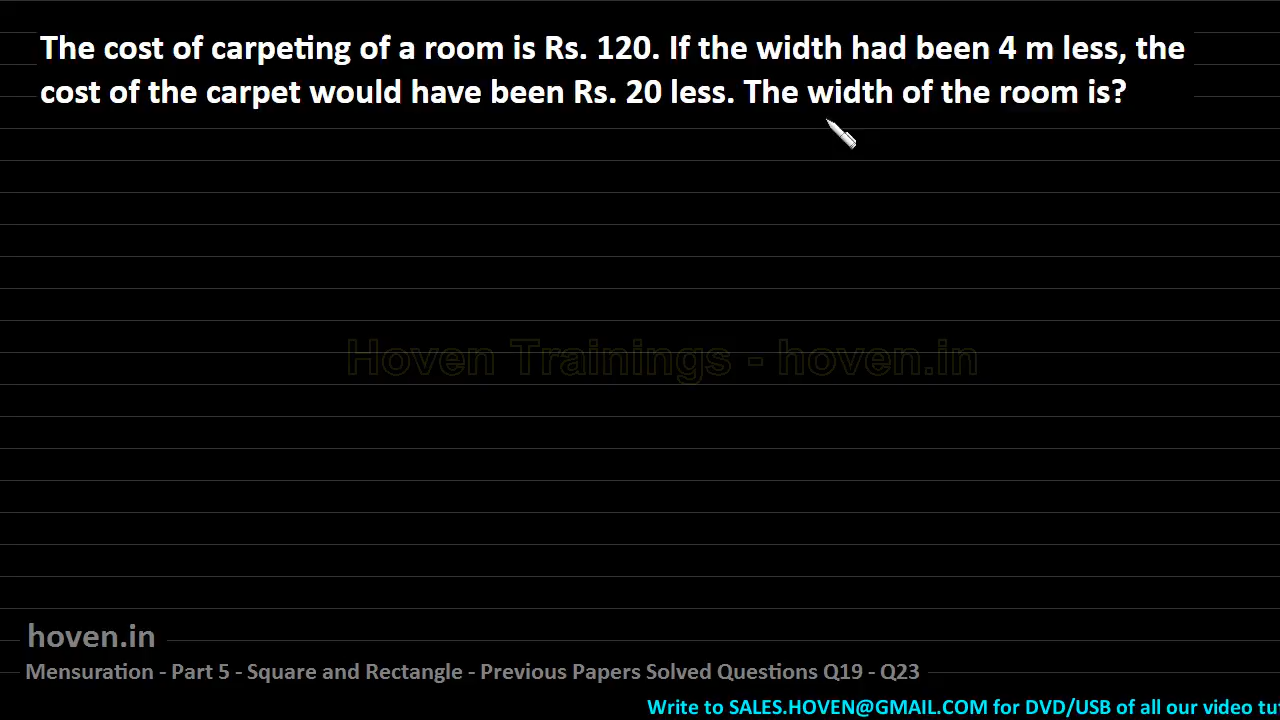 The cost of carpeting of a room is Rs. 120. If the width had been 4 m less, the
cost of the carpet would have been Rs. 20 less. The width of the room is?
Hoven Trainings - hoven.in
hoven.in
Mensuration - Part 5 - Square and Rectangle - Previous Papers Solved Questions Q19 - Q23
Write to SALES.HOVEN@GMAIL.COM for DVD/USB of all our video tu